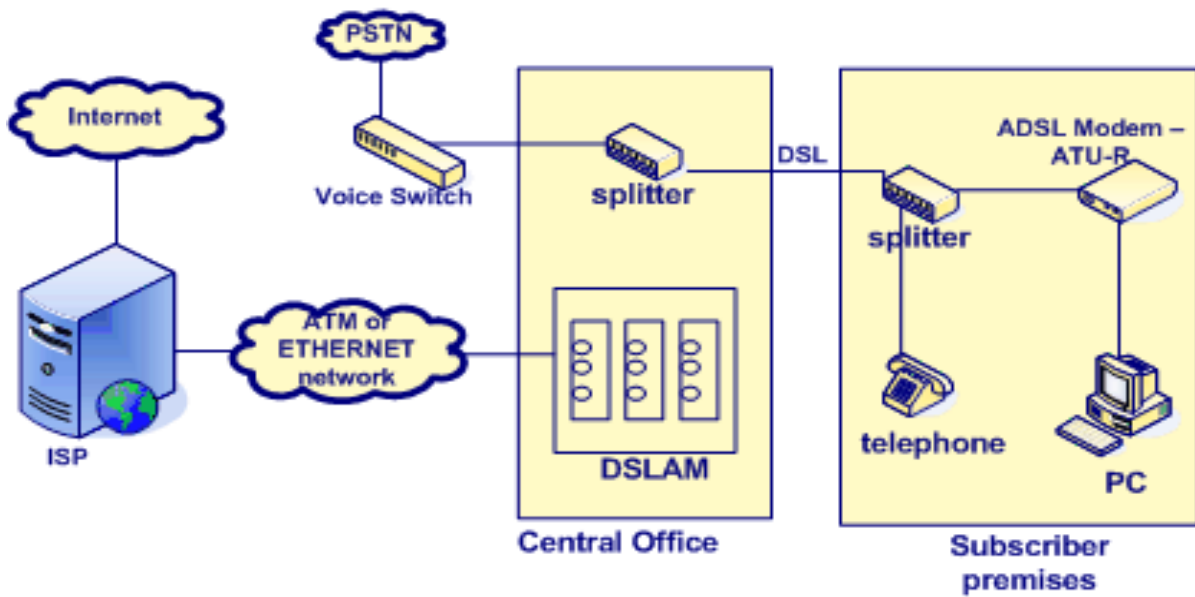 PSTN
Internet
Voice Switch
splitter
DSL
ADSL Modem –
ATU-R
splitter
ATM or
ETHERNET
network
ISP
DSLAM
telephone
PC
Central Office
Subscriber
premises